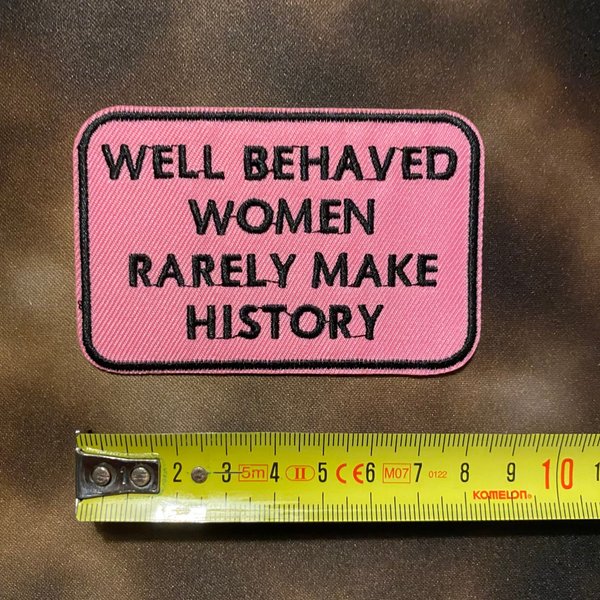 WELL BEHAVED
WOMEN
RARELY MAKE
HISTORY
2 3 5m 4 II 5 CE 6 M07 7 0122 8 9 10 1
KOMELON®